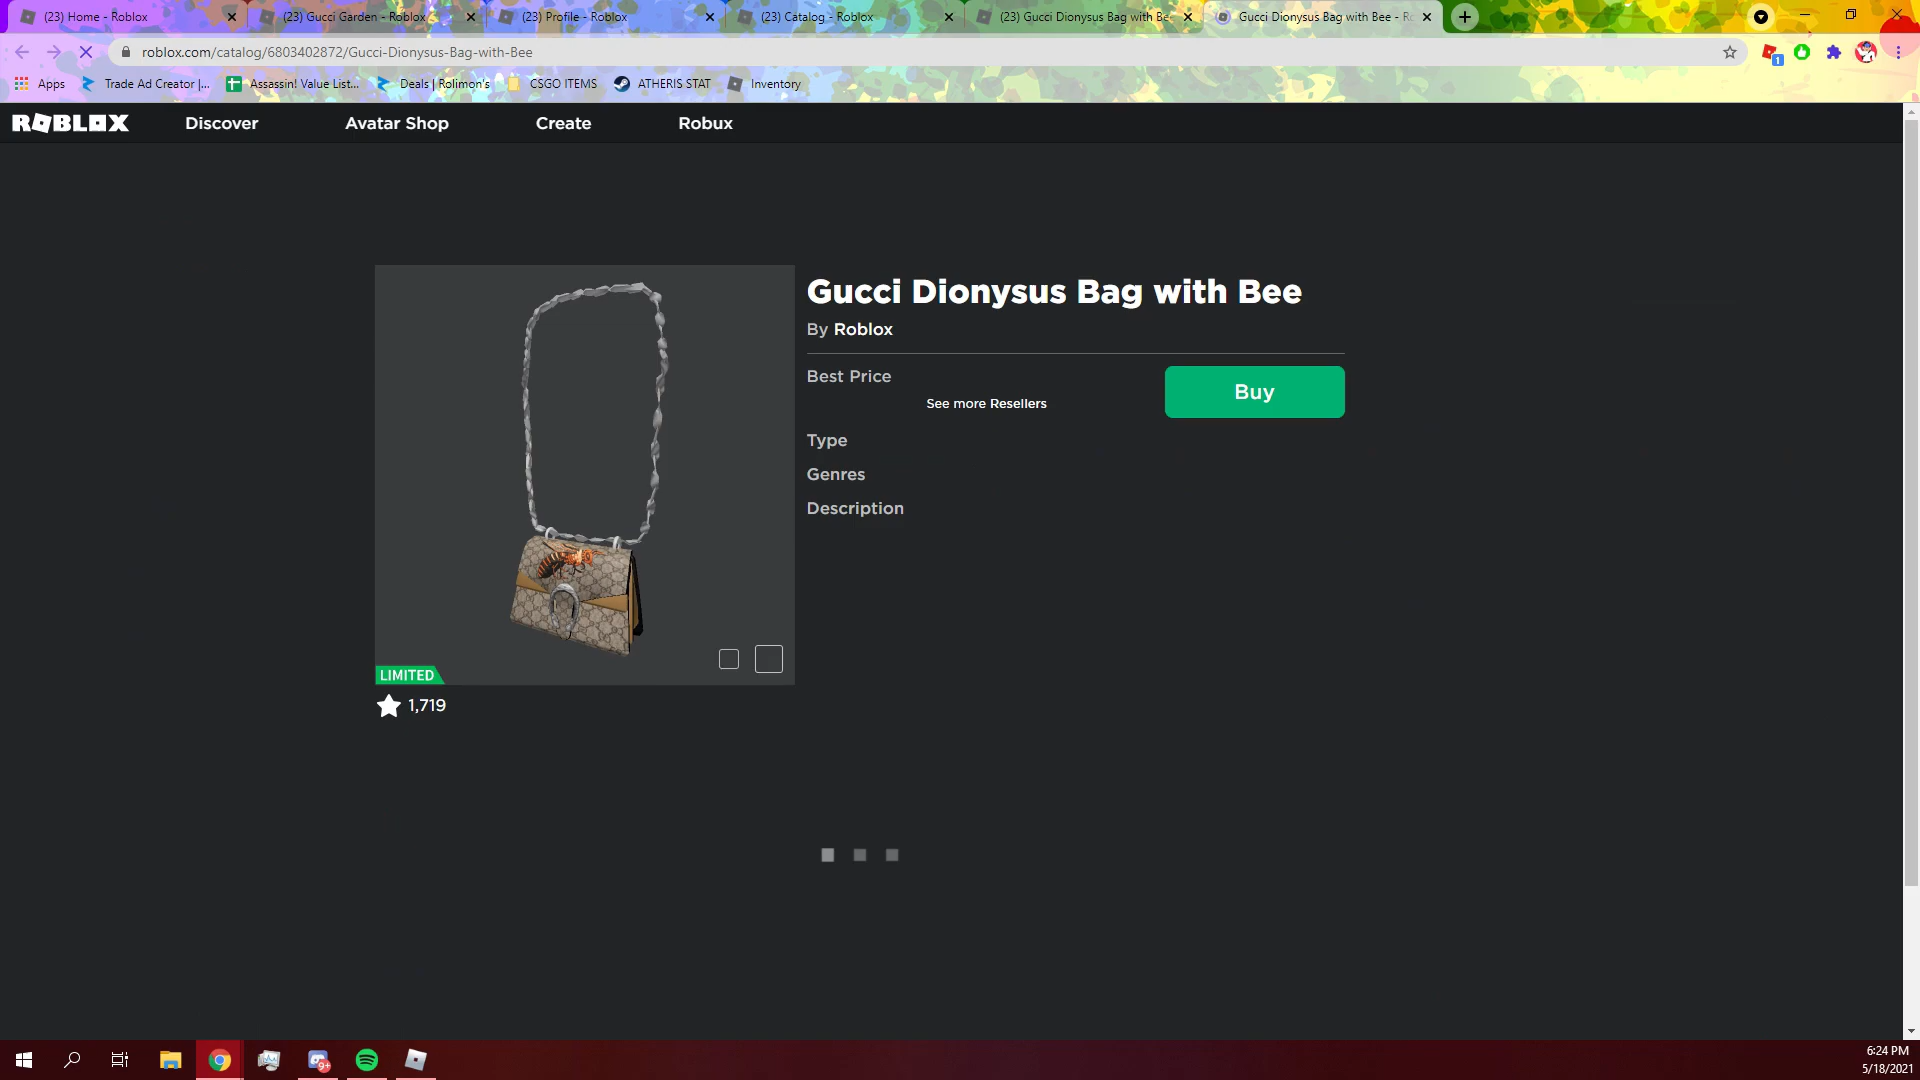 (23) Home - Roblox
(23) Gucci Garden - Roblox
(23) Profile - Roblox
(23) Catalog - Roblox
(23) Gucci Dionysus Bag with Be
Gucci Dionysus Bag with Bee - Ro
roblox.com/catalog/6803402872/Gucci-Dionysus-Bag-with-Bee
1
Apps
Trade Ad Creator |...
Assassin! Value List...
Deals | Rolimon's
CSGO ITEMS
ATHERIS STAT
Inventory
ROBLOX
Discover
Avatar Shop
Create
Robux
Gucci Dionysus Bag with Bee
By Roblox
Best Price
Buy
See more Resellers
Type
Genres
Description
LIMITED
1,719
9+
6:24 PM
5/18/2021